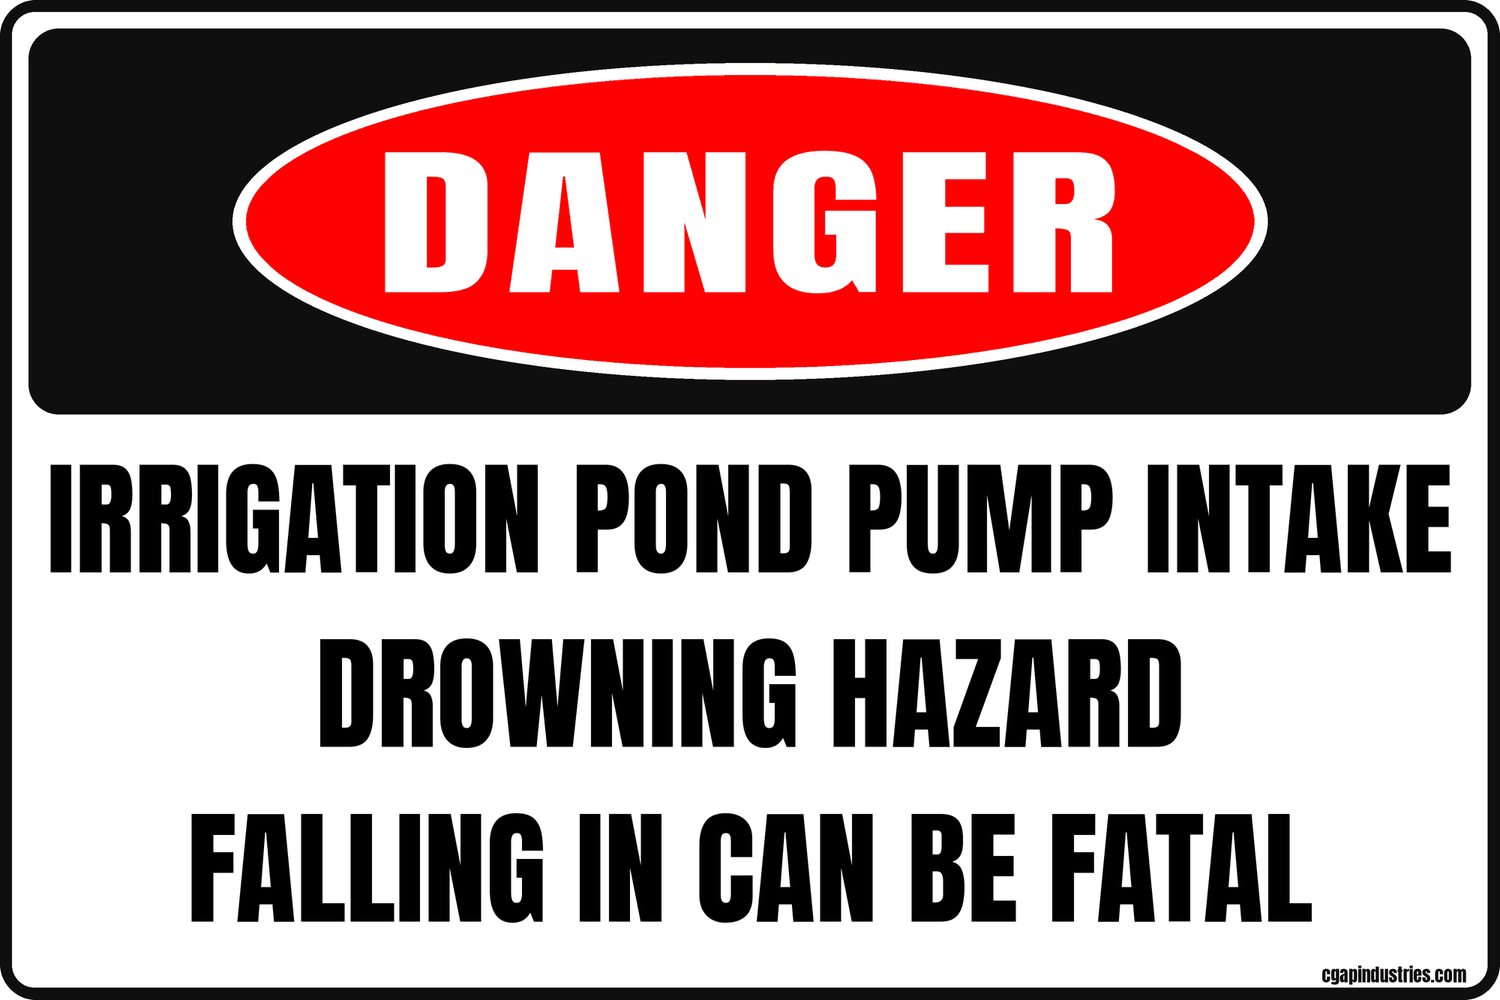 DANGER
IRRIGATION POND PUMP INTAKE
DROWNING HAZARD
FALLING IN CAN BE FATAL
cgapindustries.com